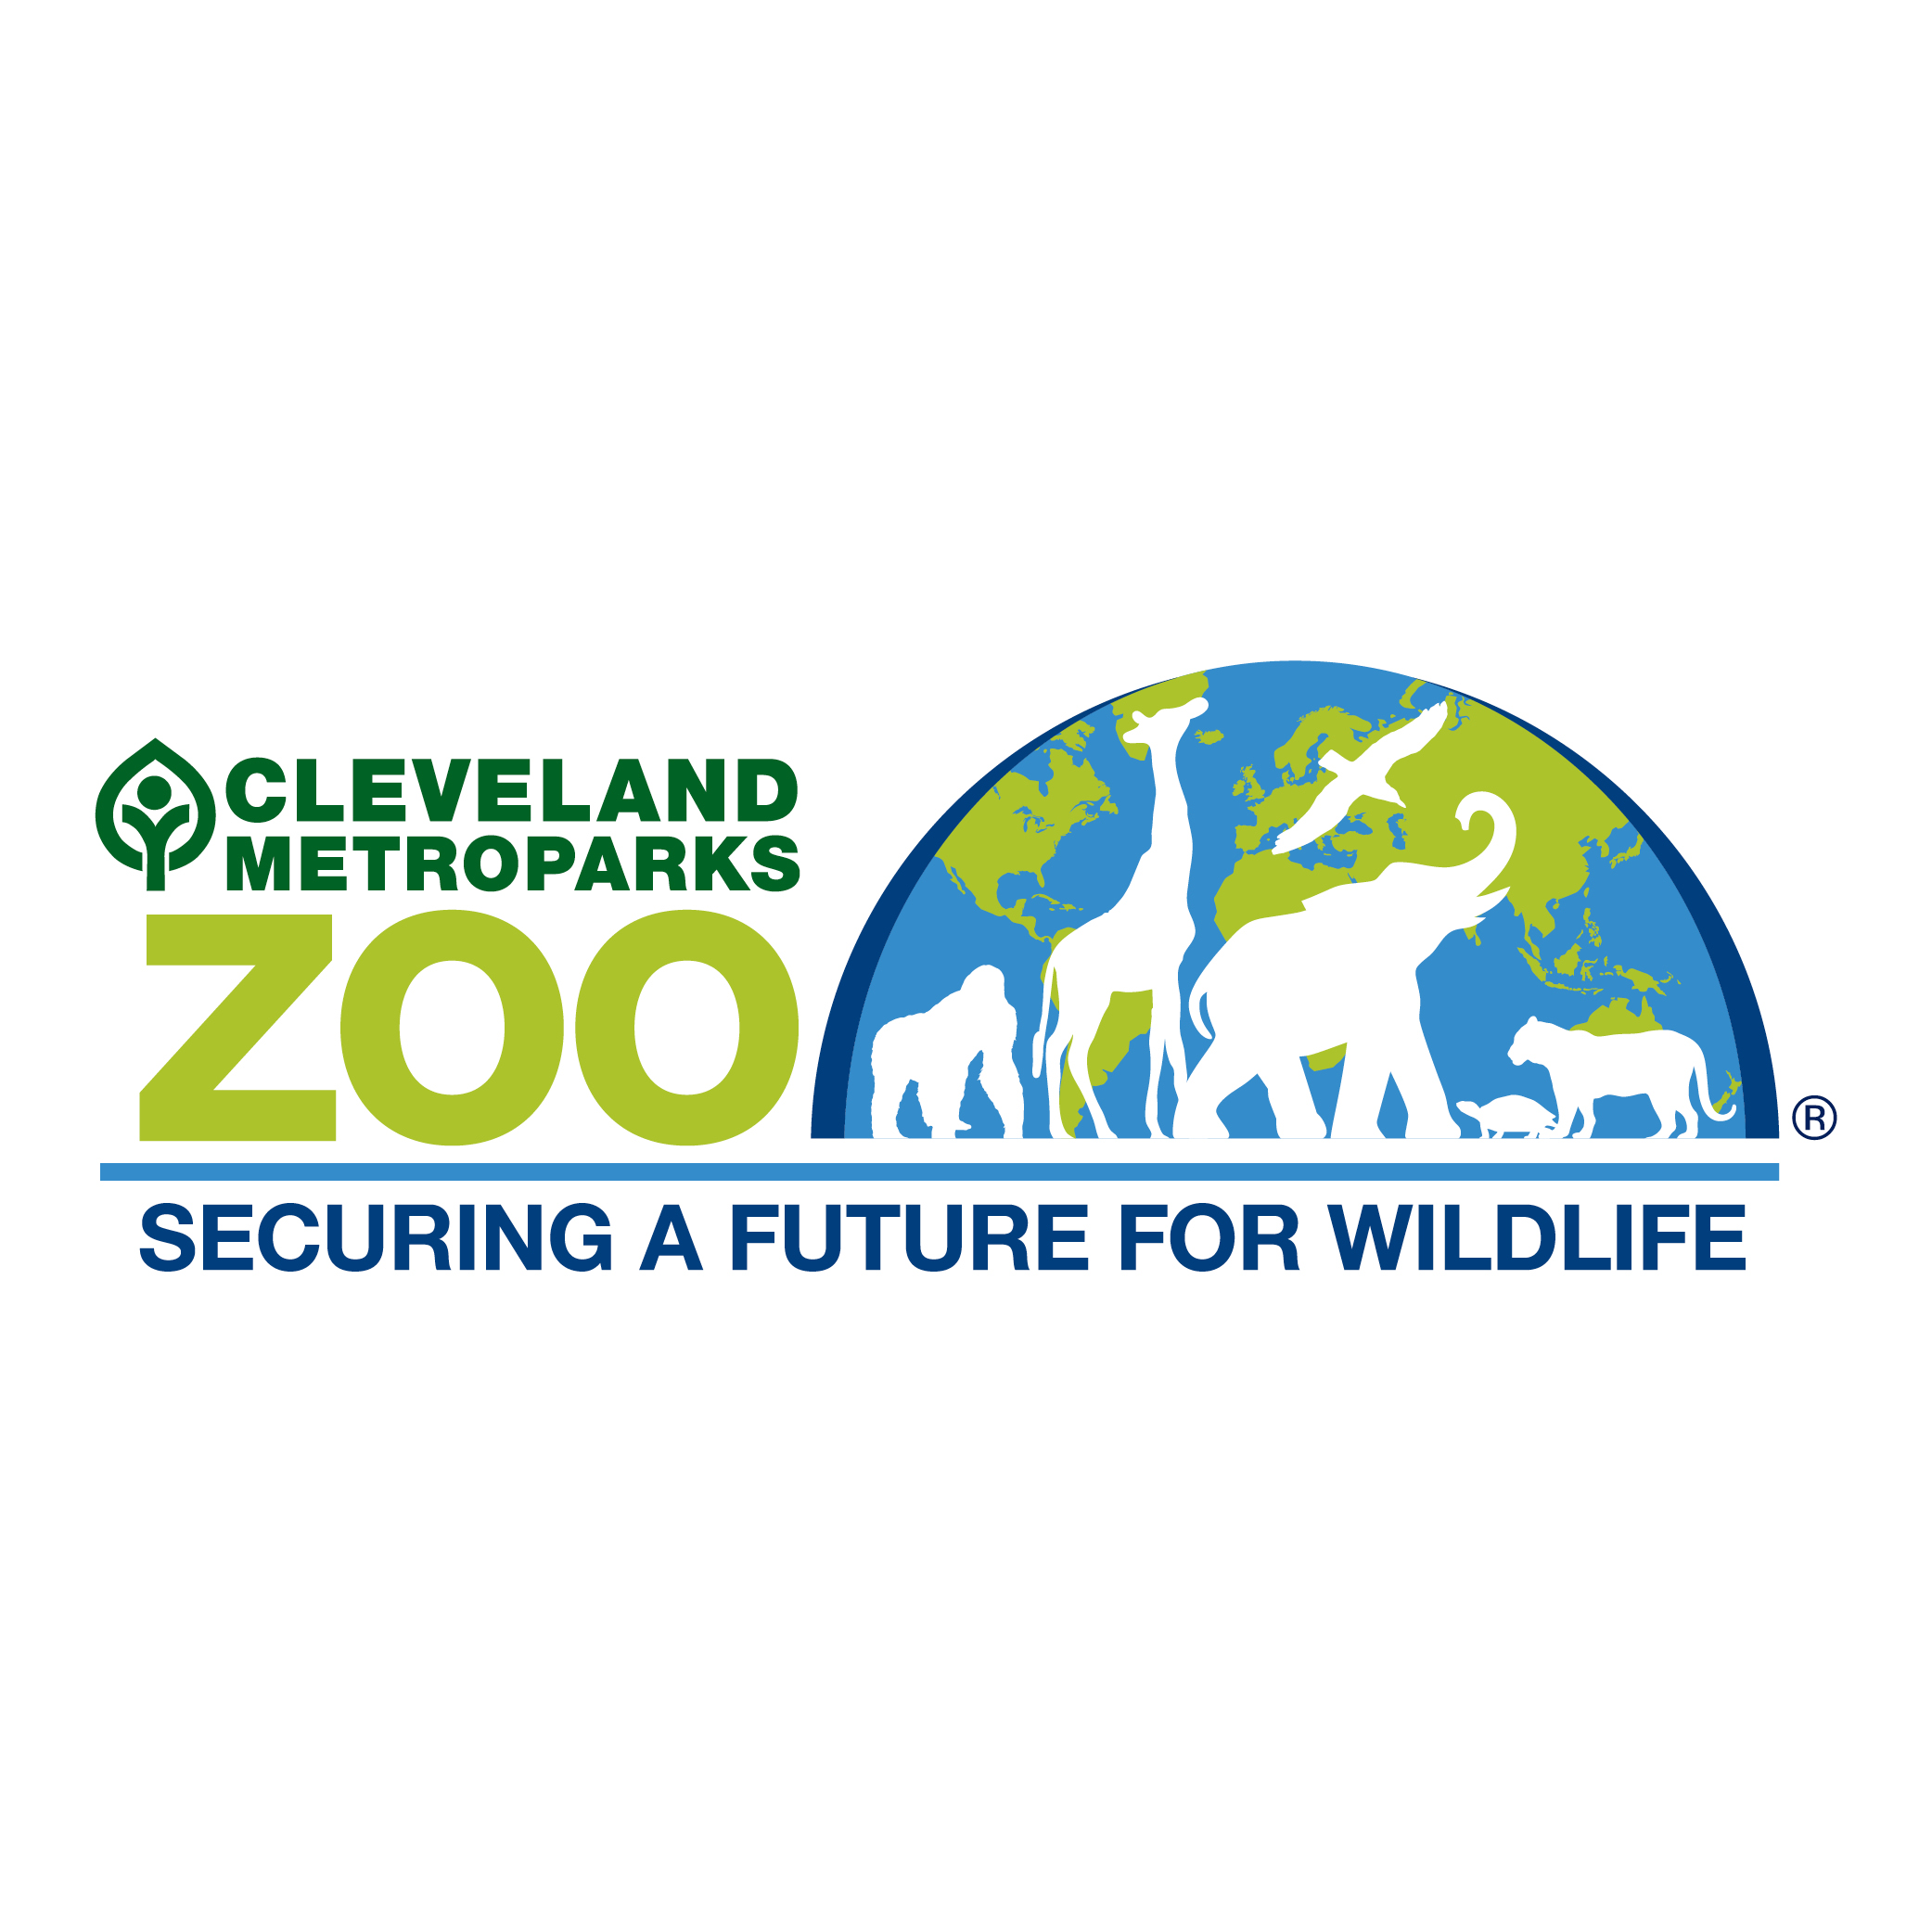 CLEVELAND
METROPARKS
ZOO
®
SECURING A FUTURE FOR WILDLIFE